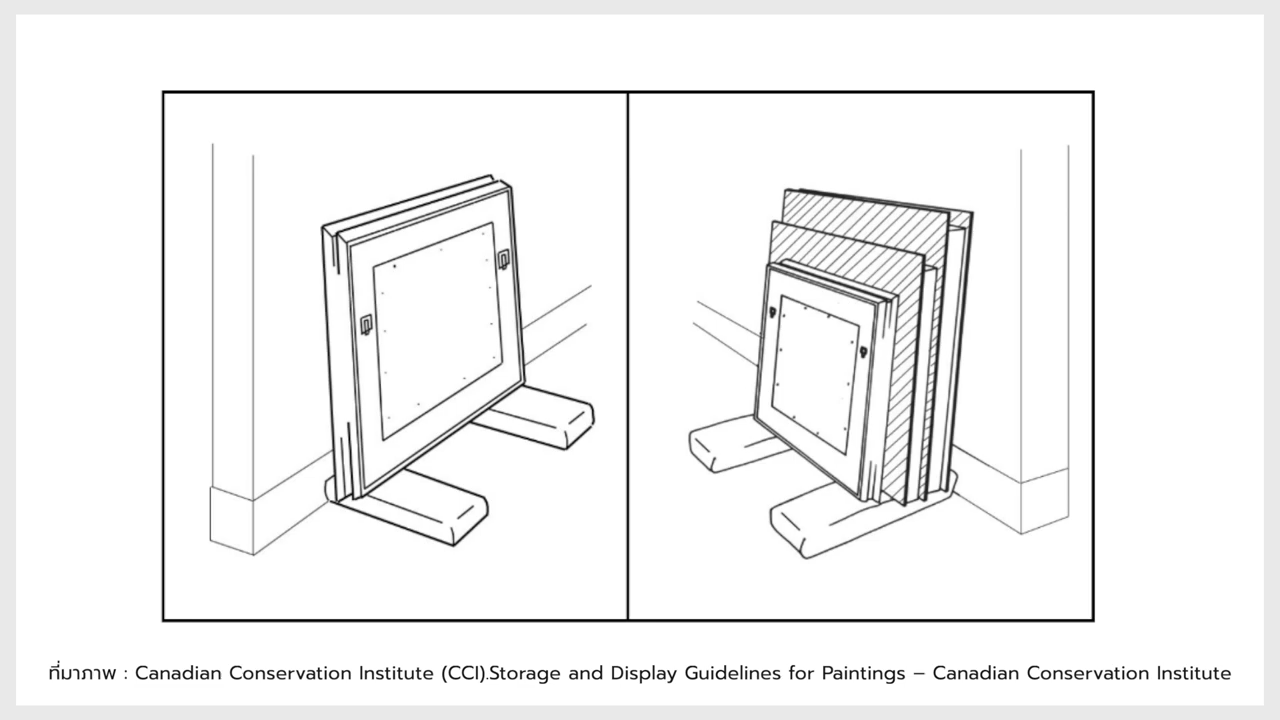 ที่มาภาพ : Canadian Conservation Institute (CCI).Storage and Display Guidelines for Paintings – Canadian Conservation Institute